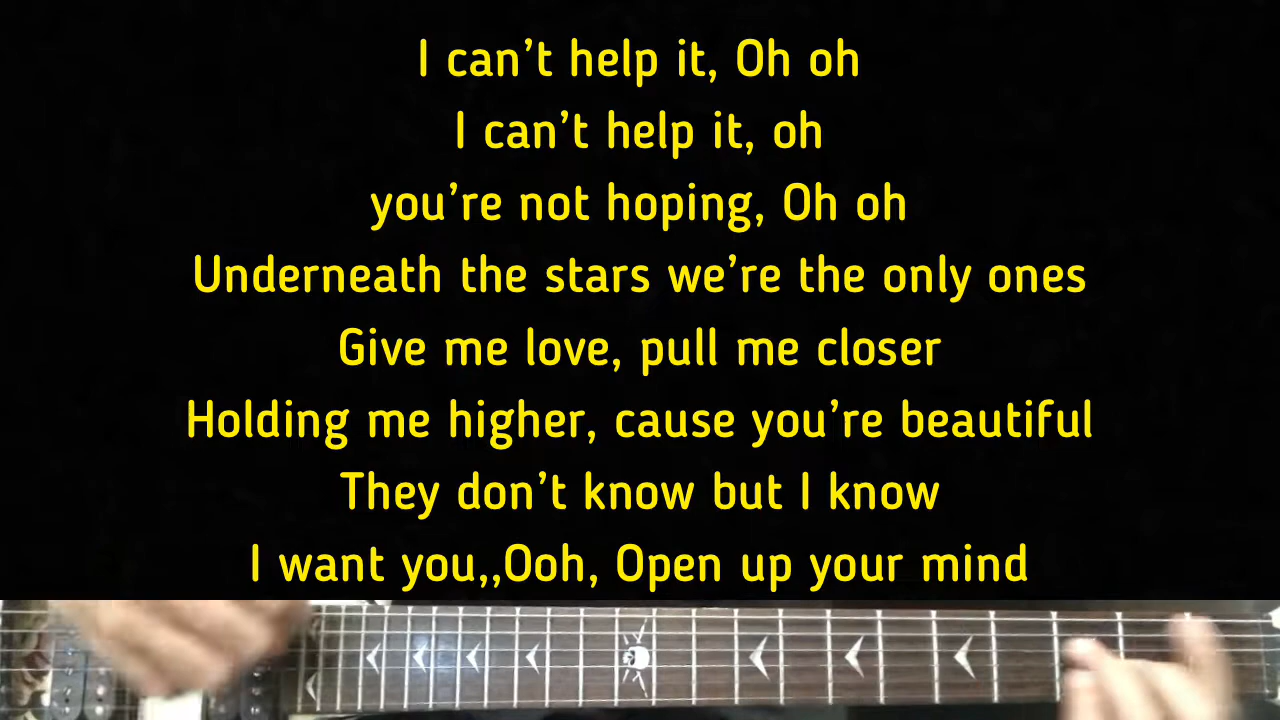 I can’t help it, Oh oh
I can’t help it, oh
you’re not hoping, Oh oh
Underneath the stars we’re the only ones
Give me love, pull me closer
Holding me higher, cause you’re beautiful
They don’t know but I know
I want you,,Ooh, Open up your mind